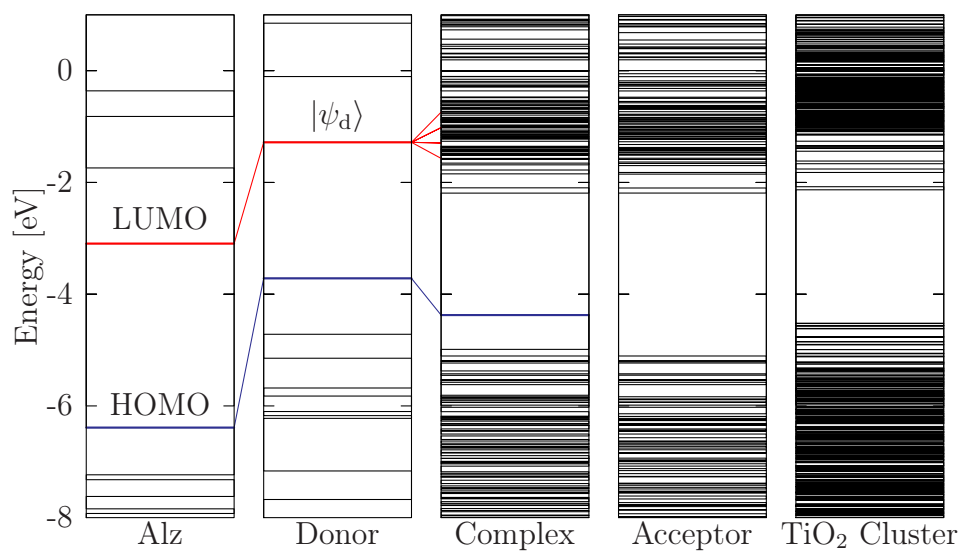 0
-2
-4
-6
-8
Energy [eV]
|ψd⟩
LUMO
HOMO
Alz
Donor
Complex
Acceptor
TiO2 Cluster